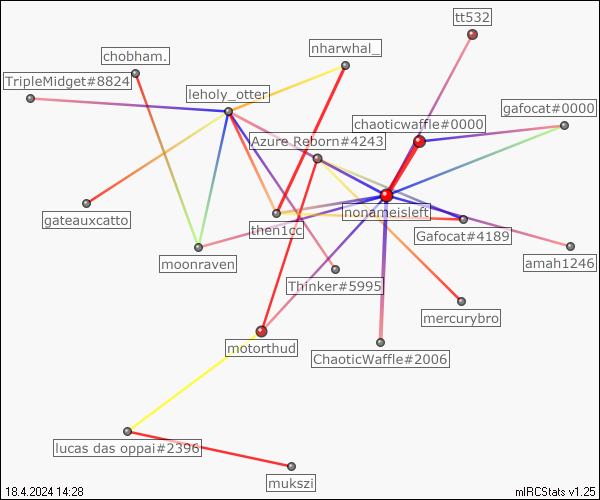 tt532
nharwhal_
chobham.
TripleMidget#8824
leholy_otter
gafocat#0000
chaoticwaffle#0000
Azure Reborn#4243
nonameisleft
gateauxcatto
then1cc
Gafocat#4189
moonraven
amah1246
Thinker#5995
mercurybro
motorthud
ChaoticWaffle#2006
lucas das oppai#2396
mukszi
18.4.2024 14:28
mIRCStats v1.25